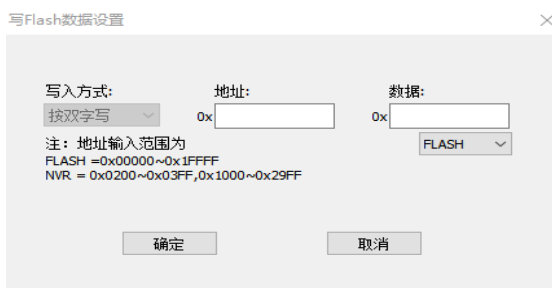 写Flash数据设置
写入方式: 地址: 数据:
按双字写 0x 0x
注：地址输入范围为 FLASH
FLASH =0x00000~0x1FFFF
NVR = 0x0200~0x03FF,0x1000~0x29FF
确定 取消